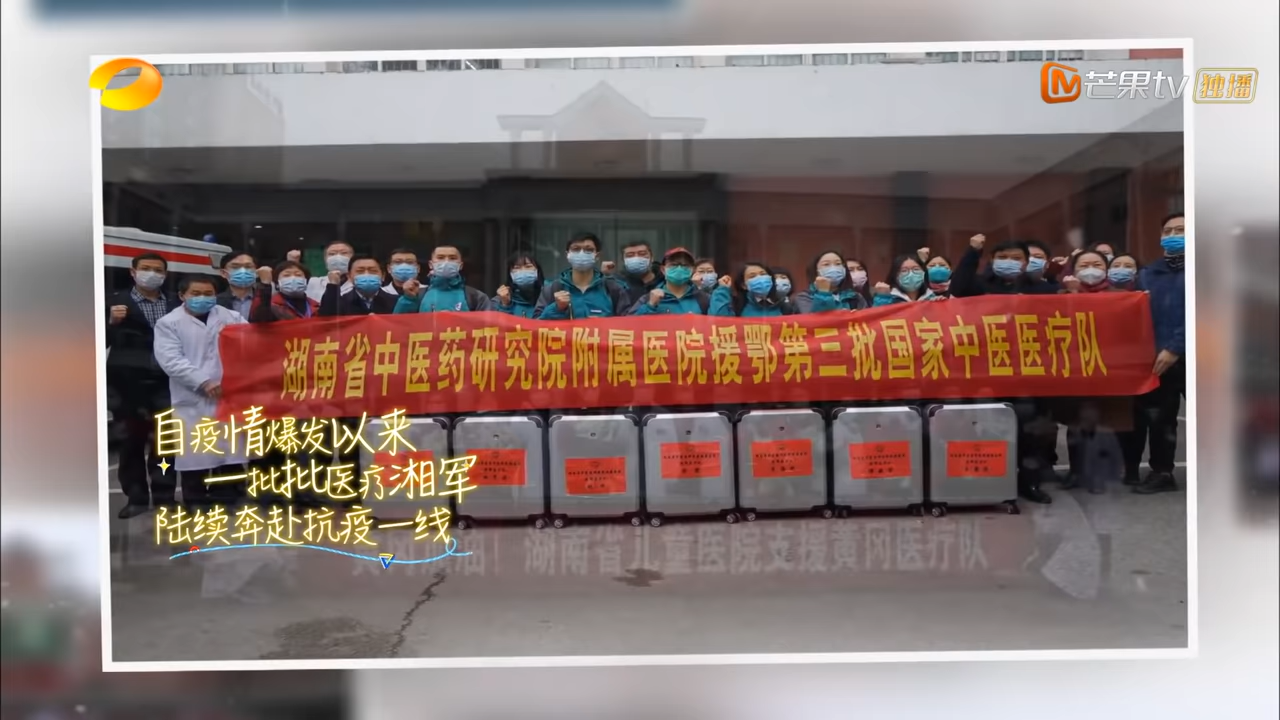 芒果tv 独播
湖南省中医药研究院附属医院援鄂第三批国家中医医疗队
自疫情爆发以来
一批批医疗湘军
陆续奔赴抗疫一线
湖南省儿童医院支援黄冈医疗队